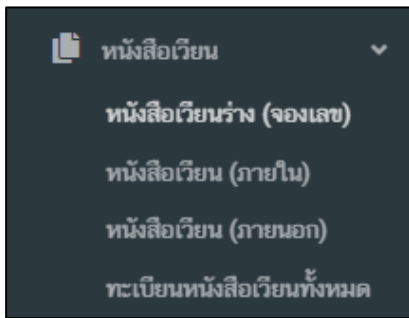 หนังสือเวียน
หนังสือเวียนร่าง (จองเลข)
หนังสือเวียน (ภายใน)
หนังสือเวียน (ภายนอก)
ทะเบียนหนังสือเวียนทั้งหมด